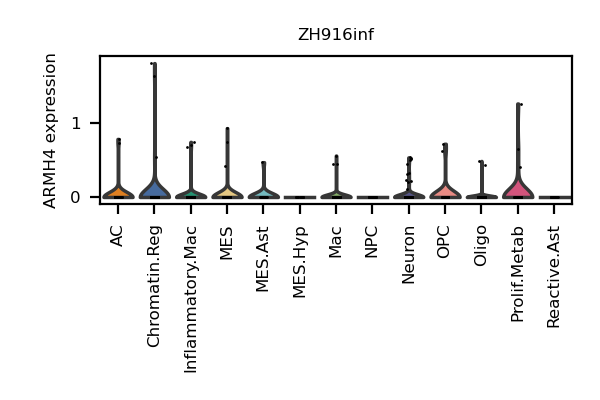 ZH916inf
ARMH4 expression
1
0
AC
Chromatin.Reg
Inflammatory.Mac
MES
MES.Ast
MES.Hyp
Mac
NPC
Neuron
OPC
Oligo
Prolif.Metab
Reactive.Ast